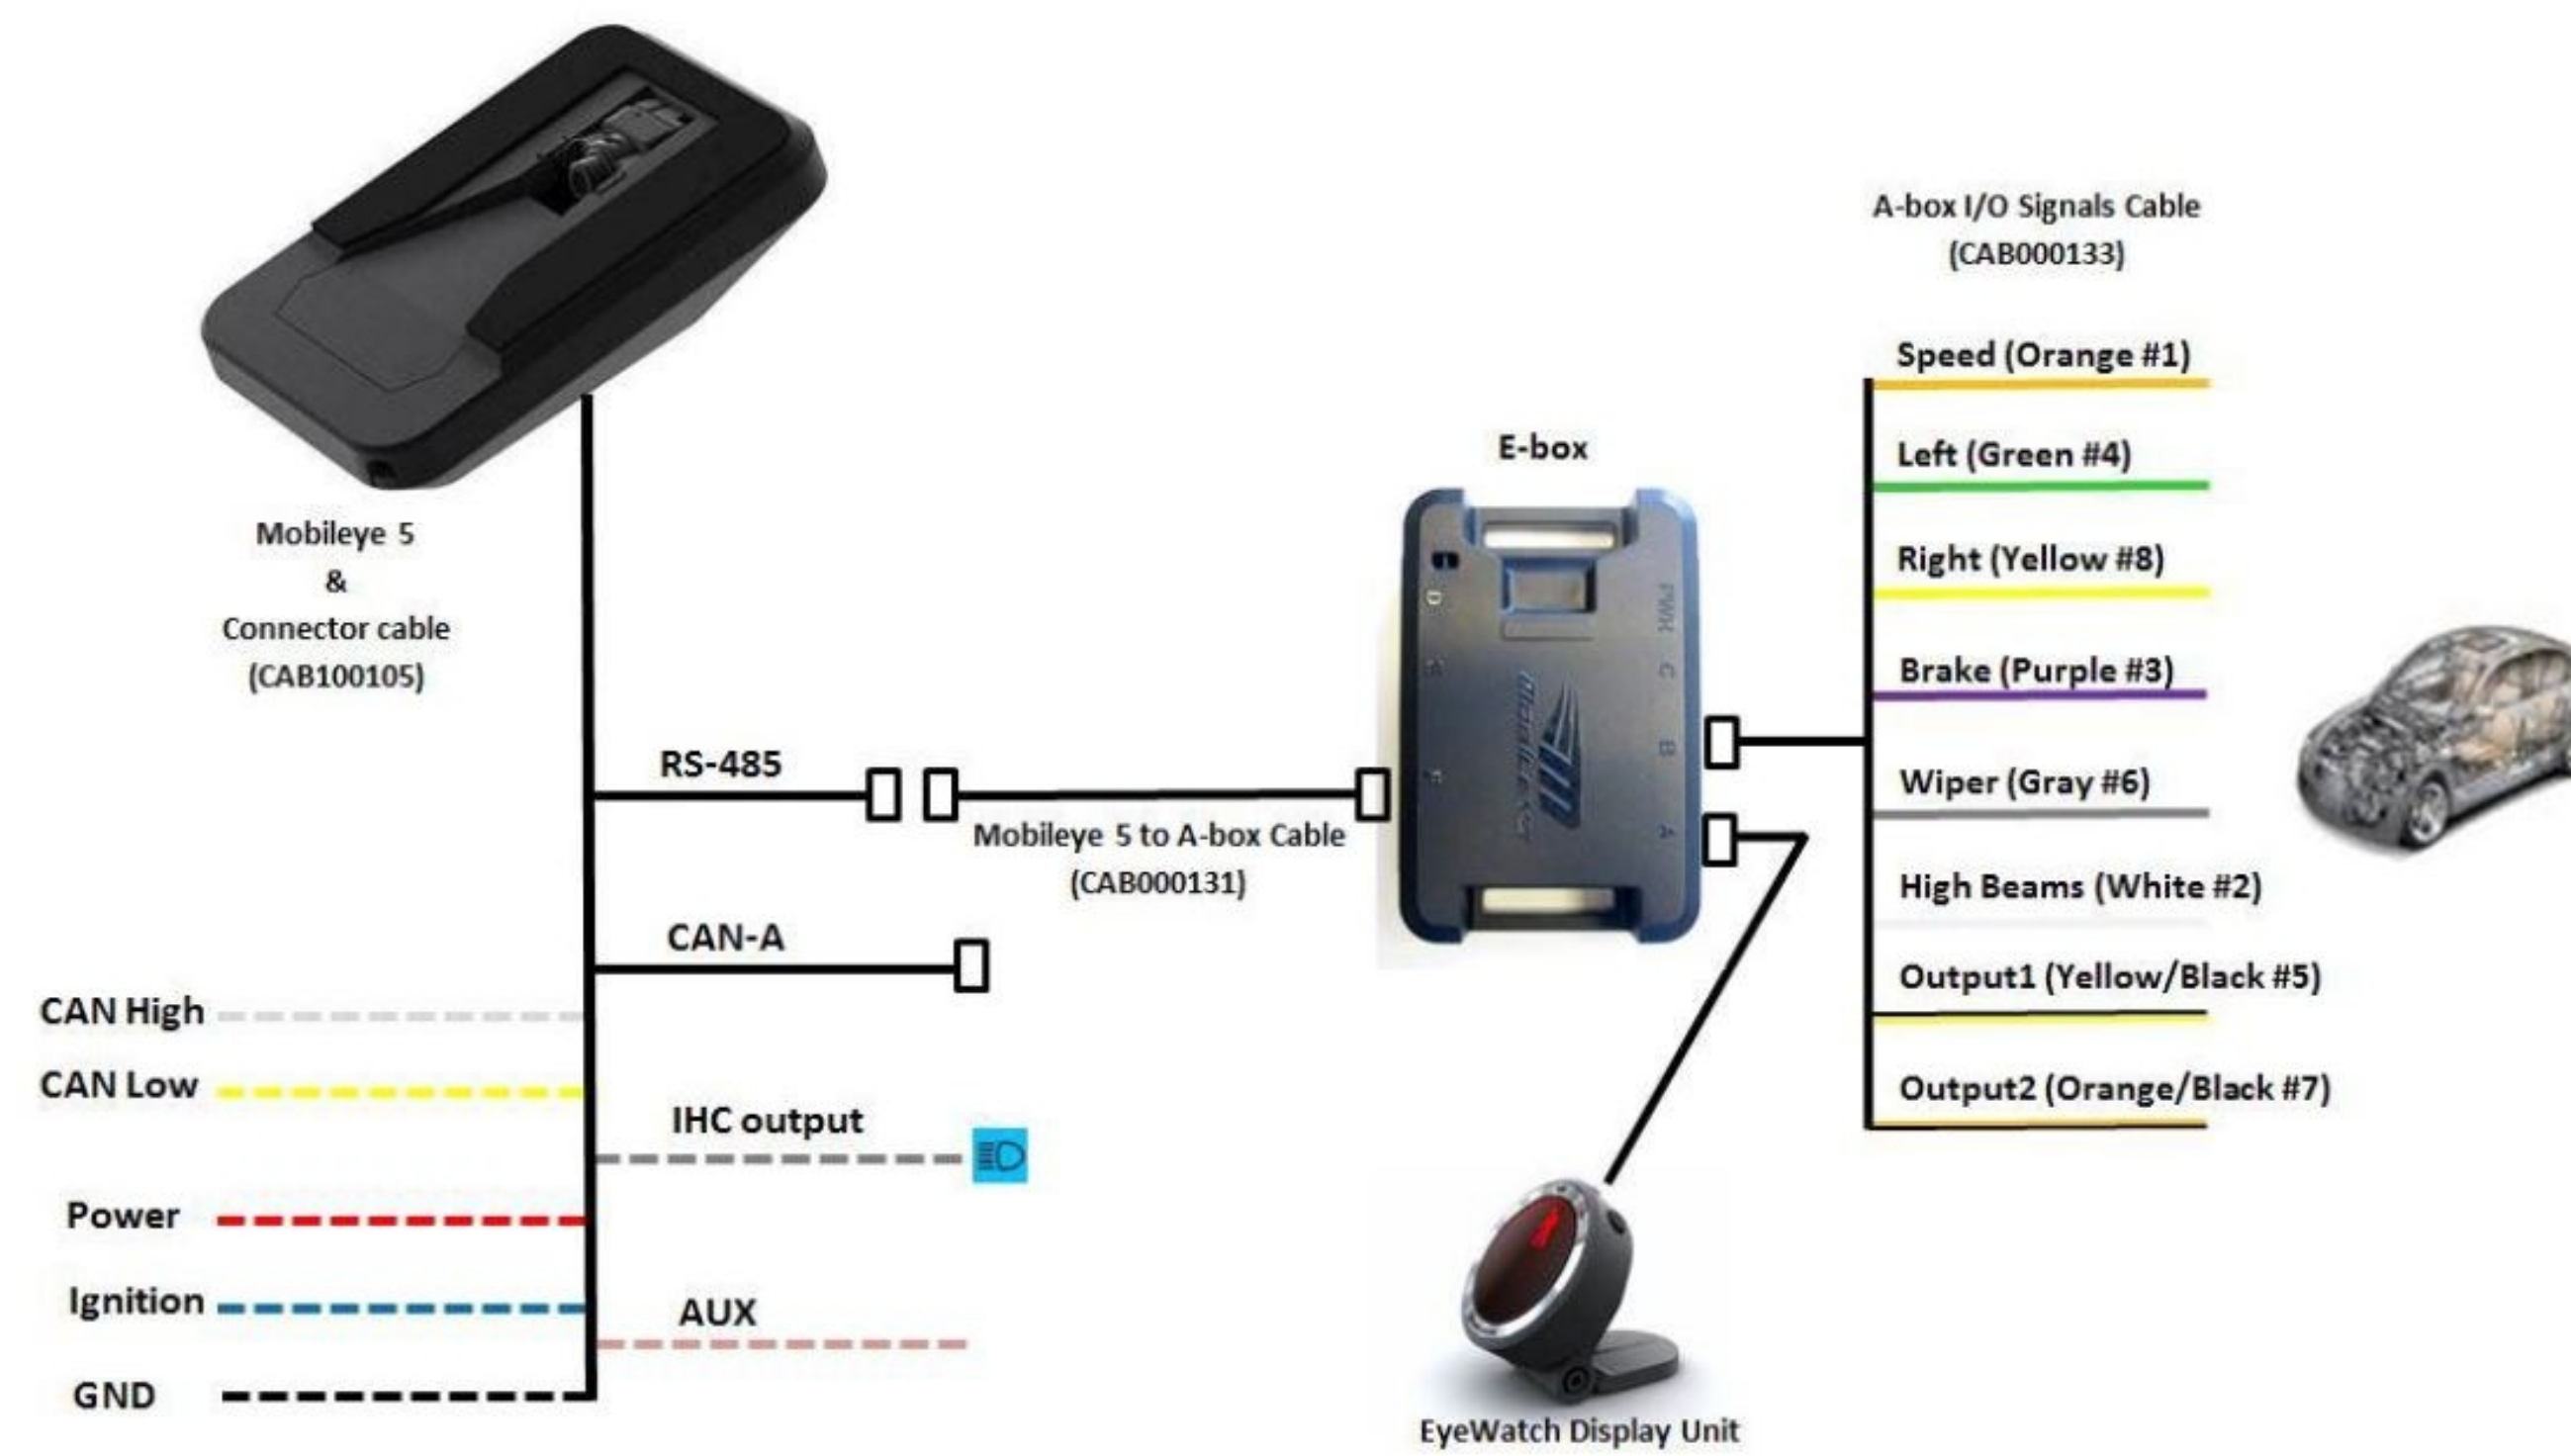 Mobileye 5
&
Connector cable
(CAB100105)
RS-485
Mobileye 5 to A-box Cable
(CAB000131)
CAN-A
CAN High
CAN Low
IHC output
Power
Ignition
AUX
GND
E-box
D
PWR
C
B
A
EyeWatch Display Unit
A-box I/O Signals Cable
(CAB000133)
Speed (Orange #1)
Left (Green #4)
Right (Yellow #8)
Brake (Purple #3)
Wiper (Gray #6)
High Beams (White #2)
Output1 (Yellow/Black #5)
Output2 (Orange/Black #7)